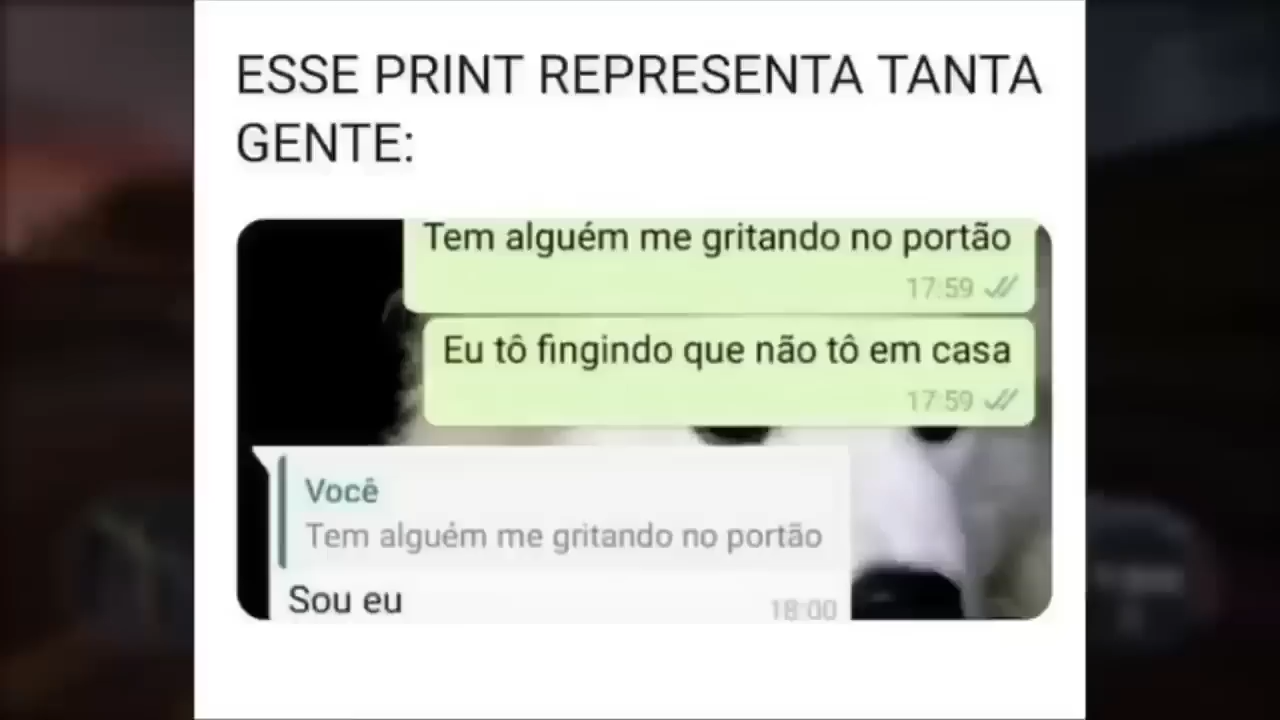 ESSE PRINT REPRESENTA TANTA
GENTE:
Tem alguém me gritando no portão
17:59
Eu tô fingindo que não tô em casa
17:59
Você
Tem alguém me gritando no portão
Sou eu
18:00